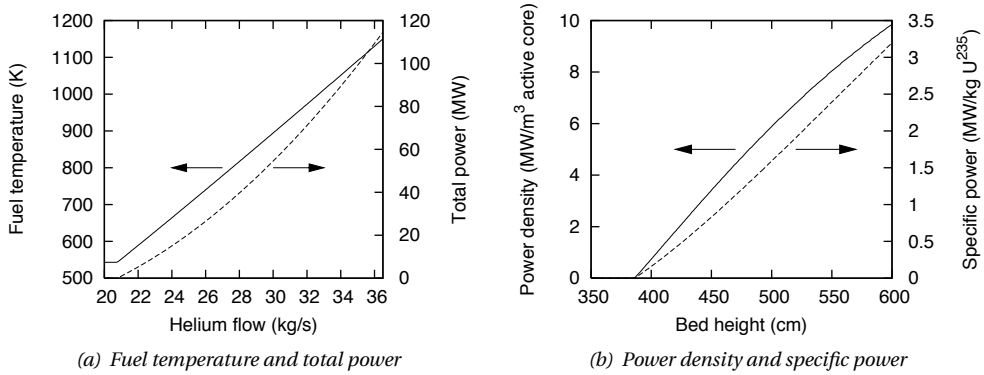 Fuel temperature (K)
1200
1100
1000
900
800
700
600
500
20 22 24 26 28 30 32 34 36
Helium flow (kg/s)
120
100
80
60
40
20
0
Total power (MW)
(a) Fuel temperature and total power
Power density (MW/m³ active core)
10
8
6
4
2
0
350 400 450 500 550 600
Bed height (cm)
3.5
3
2.5
2
1.5
1
0.5
0
Specific power (MW/kg U²³⁵)
(b) Power density and specific power